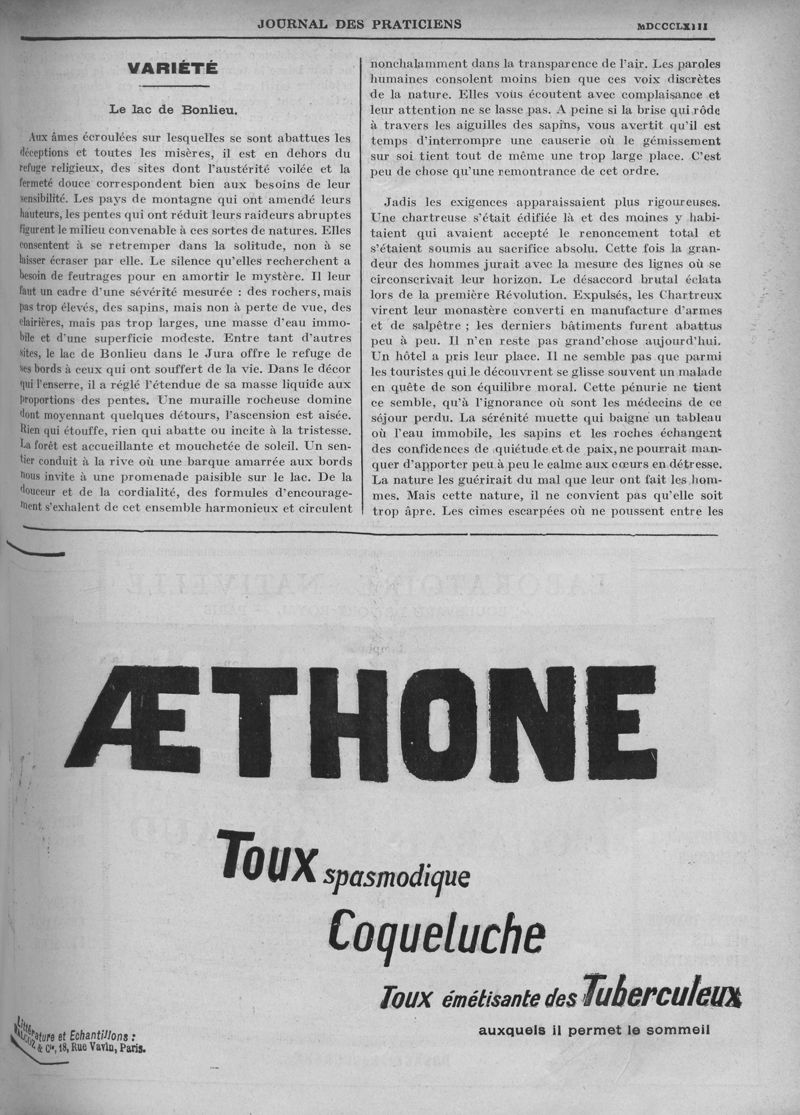 JOURNAL DES PRATICIENS
MDCCCLXIII
VARIÉTÉ
Le lac de Bonlieu.
Aux âmes écroulées sur lesquelles se sont abattues les
déceptions et toutes les misères, il est en dehors du
refuge religieux, des sites dont l'austérité voilée et la
fermeté douce correspondent bien aux besoins de leur
sensibilité. Les pays de montagne qui ont amendé leurs
hauteurs, les pentes qui ont réduit leurs raideurs abruptes
figurent le milieu convenable à ces sortes de natures. Elles
consentent à se retremper dans la solitude, non à se
laisser écraser par elle. Le silence qu'elles recherchent a
besoin de feutrages pour en amortir le mystère. Il leur
faut un cadre d'une sévérité mesurée : des rochers, mais
pas trop élevés, des sapins, mais non à perte de vue, des
clairières, mais pas trop larges, une masse d'eau immo-
bile et d'une superficie modeste. Entre tant d'autres
sites, le lac de Bonlieu dans le Jura offre le refuge de
ses bords à ceux qui ont souffert de la vie. Dans le décor
qui l'enserre, il a réglé l'étendue de sa masse liquide aux
proportions des pentes. Une muraille rocheuse domine
dont moyennant quelques détours, l'ascension est aisée.
Rien qui étouffe, rien qui abatte ou incite à la tristesse.
La forêt est accueillante et mouchetée de soleil. Un sen-
tier conduit à la rive où une barque amarrée aux bords
nous invite à une promenade paisible sur le lac. De la
douceur et de la cordialité, des formules d'encourage-
ment s'exhalent de cet ensemble harmonieux et circulent
nonchalamment dans la transparence de l'air. Les paroles
humaines consolent moins bien que ces voix discrètes
de la nature. Elles vous écoutent avec complaisance et
leur attention ne se lasse pas. A peine si la brise qui rôde
à travers les aiguilles des sapins, vous avertit qu'il est
temps d'interrompre une causerie où le gémissement
sur soi tient tout de même une trop large place. C'est
peu de chose qu'une remontrance de cet ordre.
Jadis les exigences apparaissaient plus rigoureuses.
Une chartreuse s'était édifiée là et des moines y habi-
taient qui avaient accepté le renoncement total et
s'étaient soumis au sacrifice absolu. Cette fois la gran-
deur des hommes jurait avec la mesure des lignes où se
circonscrivait leur horizon. Le désaccord brutal éclata
lors de la première Révolution. Expulsés, les Chartreux
virent leur monastère converti en manufacture d'armes
et de salpêtre ; les derniers bâtiments furent abattus
peu à peu. Il n'en reste pas grand'chose aujourd'hui.
Un hôtel a pris leur place. Il ne semble pas que parmi
les touristes qui le découvrent se glisse souvent un malade
en quête de son équilibre moral. Cette pénurie ne tient
ce semble, qu'à l'ignorance où sont les médecins de ce
séjour perdu. La sérénité muette qui baigne un tableau
où l'eau immobile, les sapins et les roches échangent
des confidences de quiétude et de paix, ne pourrait man-
quer d'apporter peu à peu le calme aux cœurs en détresse.
La nature les guérirait du mal que leur ont fait les hom-
mes. Mais cette nature, il ne convient pas qu'elle soit
trop âpre. Les cimes escarpées où ne poussent entre les
ÆTHONE
Toux spasmodique
Coqueluche
Toux émétisante des Tuberculeux
auxquels il permet le sommeil
Littérature et Echantillons :
& Cie, 18, Rue Vavin, Paris.